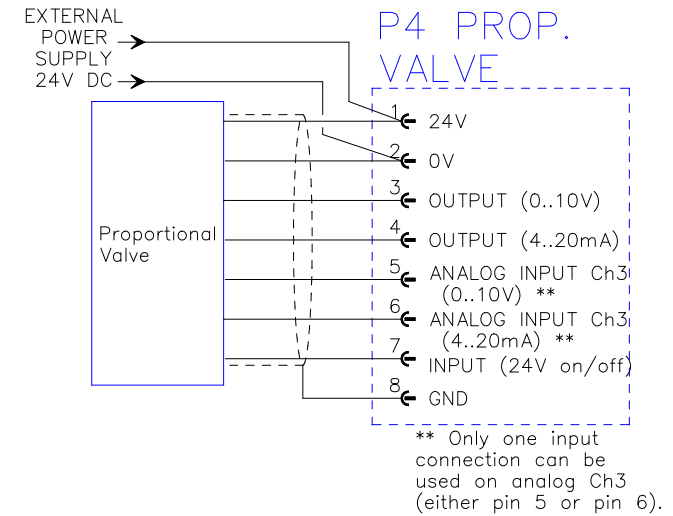 EXTERNAL
POWER
SUPPLY
24V DC
P4 PROP.
VALVE
Proportional
Valve
1 24V
2 0V
3 OUTPUT (0..10V)
4 OUTPUT (4..20mA)
5 ANALOG INPUT Ch3
(0..10V) **
6 ANALOG INPUT Ch3
(4..20mA) **
7 INPUT (24V on/off)
8 GND
** Only one input
connection can be
used on analog Ch3
(either pin 5 or pin 6).